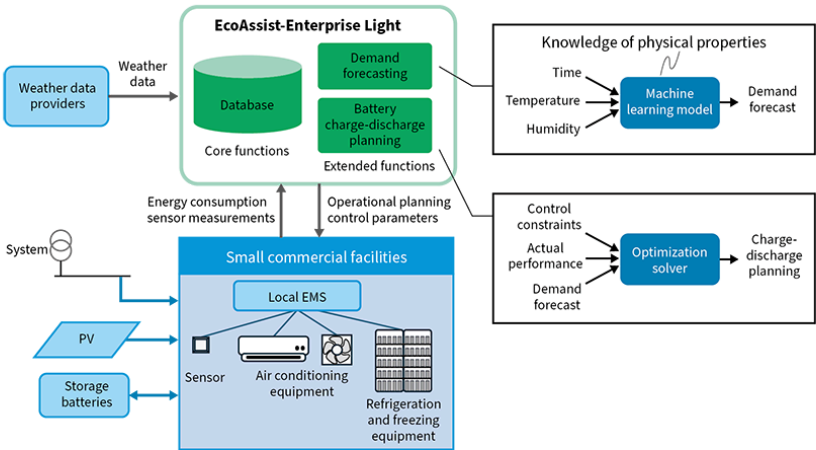 EcoAssist-Enterprise Light
Weather data
providers
Weather
data
Database
Core functions
Demand
forecasting
Battery
charge-discharge
planning
Extended functions
Knowledge of physical properties
Time
Temperature
Humidity
Machine
learning model
Demand
forecast
Energy consumption
sensor measurements
Operational planning
control parameters
Control
constraints
Actual
performance
Demand
forecast
Optimization
solver
Charge-
discharge
planning
System
PV
Storage
batteries
Small commercial facilities
Local EMS
Sensor
Air conditioning
equipment
Refrigeration
and freezing
equipment